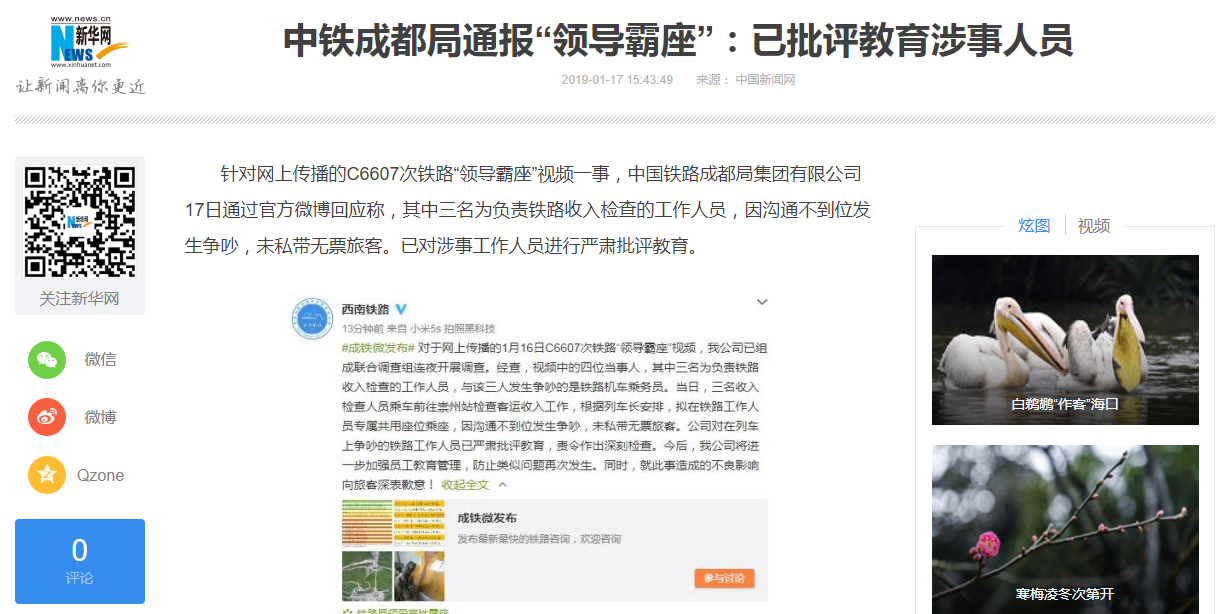 www.news.cn
新华网
NEWS
www.xinhuanet.com
让新闻离你更近
中铁成都局通报“领导霸座”：已批评教育涉事人员
2019-01-17 15:43:49 来源： 中国新闻网
关注新华网
微信
微博
Qzone
0
评论
针对网上传播的C6607次铁路“领导霸座”视频一事，中国铁路成都局集团有限公司
17日通过官方微博回应称，其中三名为负责铁路收入检查的工作人员，因沟通不到位发
生争吵，未私带无票旅客。已对涉事工作人员进行严肃批评教育。
西南铁路
13分钟前 来自 小米5s 拍照黑科技
#成铁微发布# 对于网上传播的1月16日C6607次铁路“领导霸座”视频，我公司已组
成联合调查组连夜开展调查。经查，视频中的四位当事人，其中三名为负责铁路
收入检查的工作人员，与该三人发生争吵的是铁路机车乘务员。当日，三名收入
检查人员乘车前往崇州站检查客运收入工作，根据列车长安排，拟在铁路工作人
员专属共用座位乘座，因沟通不到位发生争吵，未私带无票旅客。公司对在列车
上争吵的铁路工作人员已严肃批评教育，责令作出深刻检查。今后，我公司将进
一步加强员工教育管理，防止类似问题再次发生。同时，就此事造成的不良影响
向旅客深表歉意！ 收起全文
成铁微发布
发布最新最快的铁路咨询，欢迎咨询
参与讨论
炫图 视频
白鹈鹕“作客”海口
寒梅凌冬次第开